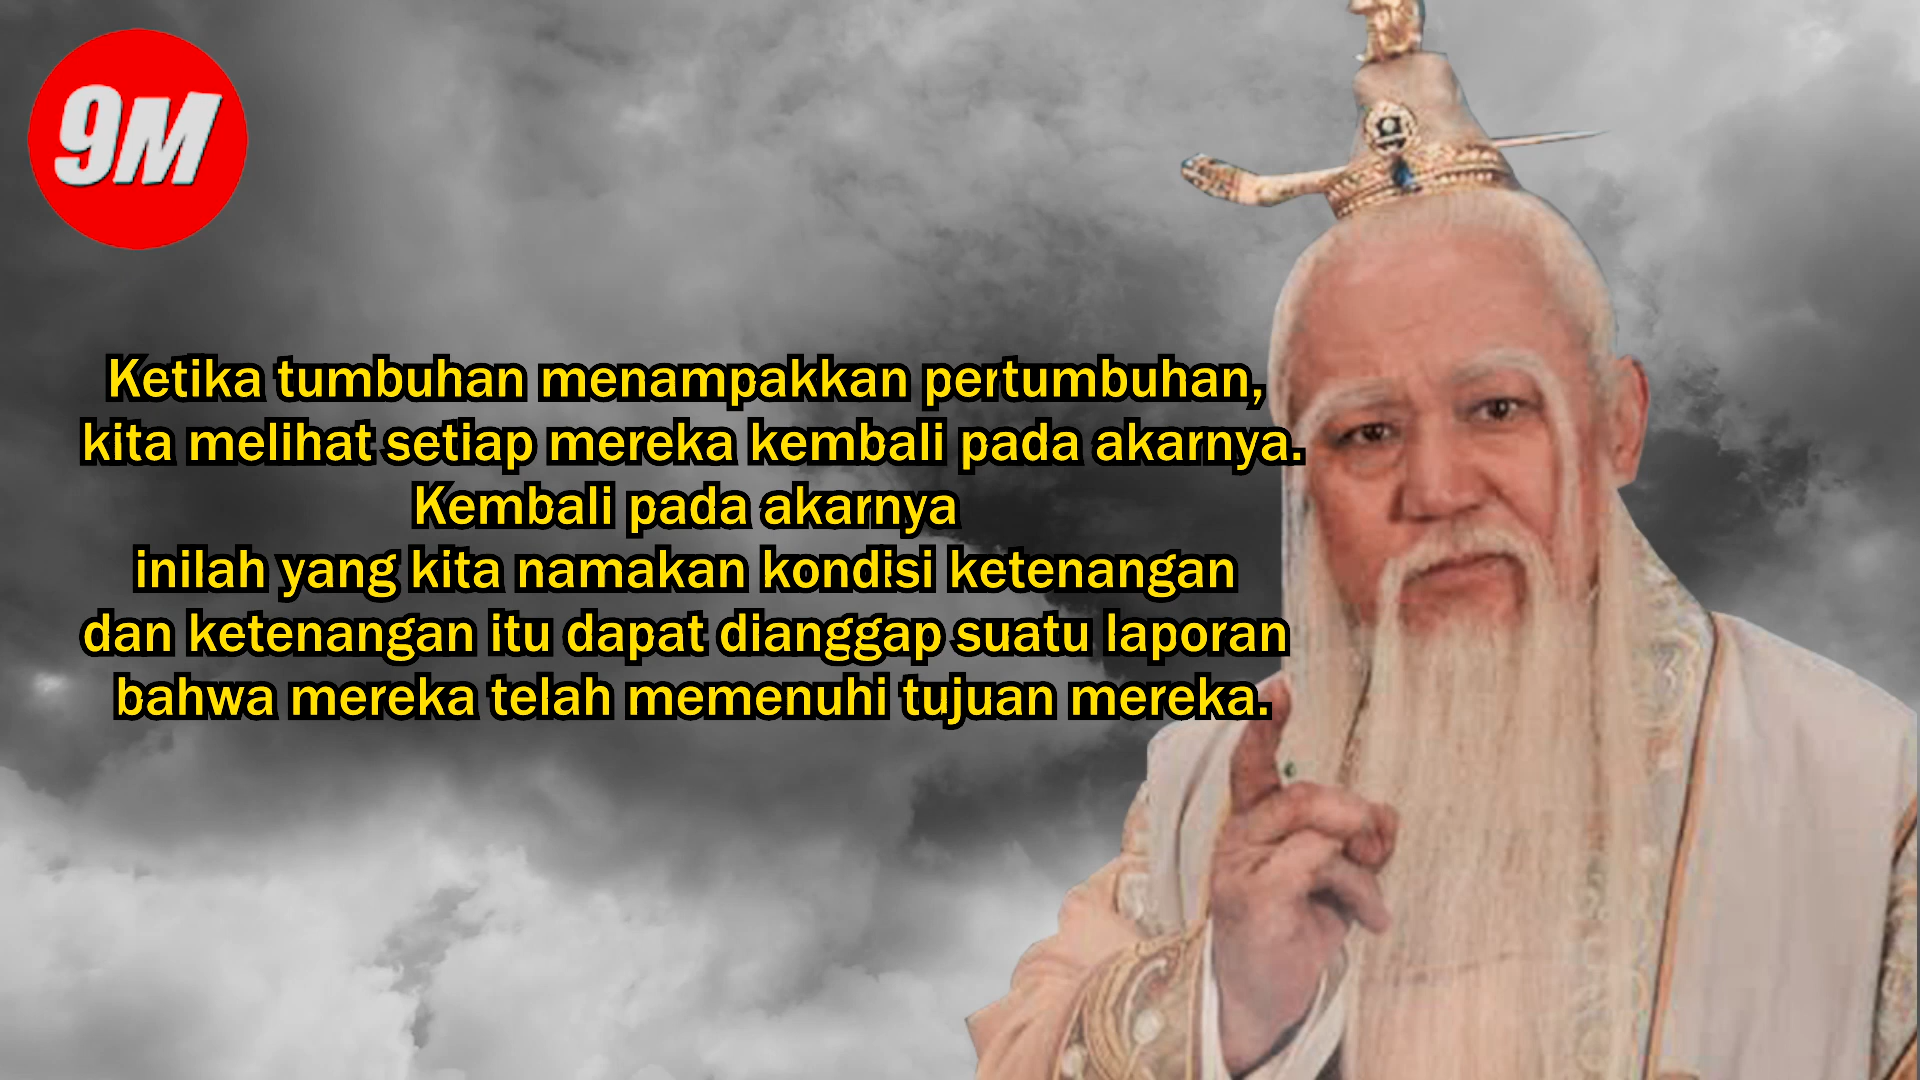 9M
Ketika tumbuhan menampakkan pertumbuhan,
kita melihat setiap mereka kembali pada akarnya.
Kembali pada akarnya
inilah yang kita namakan kondisi ketenangan
dan ketenangan itu dapat dianggap suatu laporan
bahwa mereka telah memenuhi tujuan mereka.